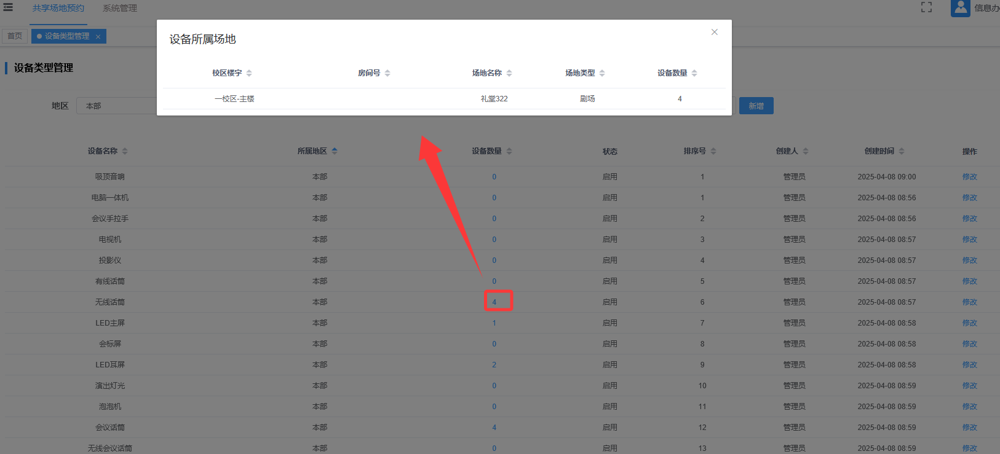 共享场地预约 系统管理 信息办
首页 设备类型管理 ×
设备类型管理
设备所属场地 ×
校区楼宇 房间号 场地名称 场地类型 设备数量
一校区-主楼 礼堂322 剧场 4
地区 本部 新增
设备名称 所属地区 设备数量 状态 排序号 创建人 创建时间 操作
吸顶音响 本部 0 启用 1 管理员 2025-04-08 09:00 修改
电脑一体机 本部 0 启用 1 管理员 2025-04-08 08:56 修改
会议手拉手 本部 0 启用 2 管理员 2025-04-08 08:56 修改
电视机 本部 0 启用 3 管理员 2025-04-08 08:57 修改
投影仪 本部 0 启用 4 管理员 2025-04-08 08:57 修改
有线话筒 本部 0 启用 5 管理员 2025-04-08 08:57 修改
无线话筒 本部 4 启用 6 管理员 2025-04-08 08:57 修改
LED主屏 本部 1 启用 7 管理员 2025-04-08 08:58 修改
会标屏 本部 0 启用 8 管理员 2025-04-08 08:58 修改
LED耳屏 本部 2 启用 9 管理员 2025-04-08 08:58 修改
演出灯光 本部 0 启用 10 管理员 2025-04-08 08:59 修改
泡泡机 本部 0 启用 11 管理员 2025-04-08 08:59 修改
会议话筒 本部 4 启用 12 管理员 2025-04-08 08:59 修改
无线会议话筒 本部 0 启用 13 管理员 2025-04-08 08:59 修改